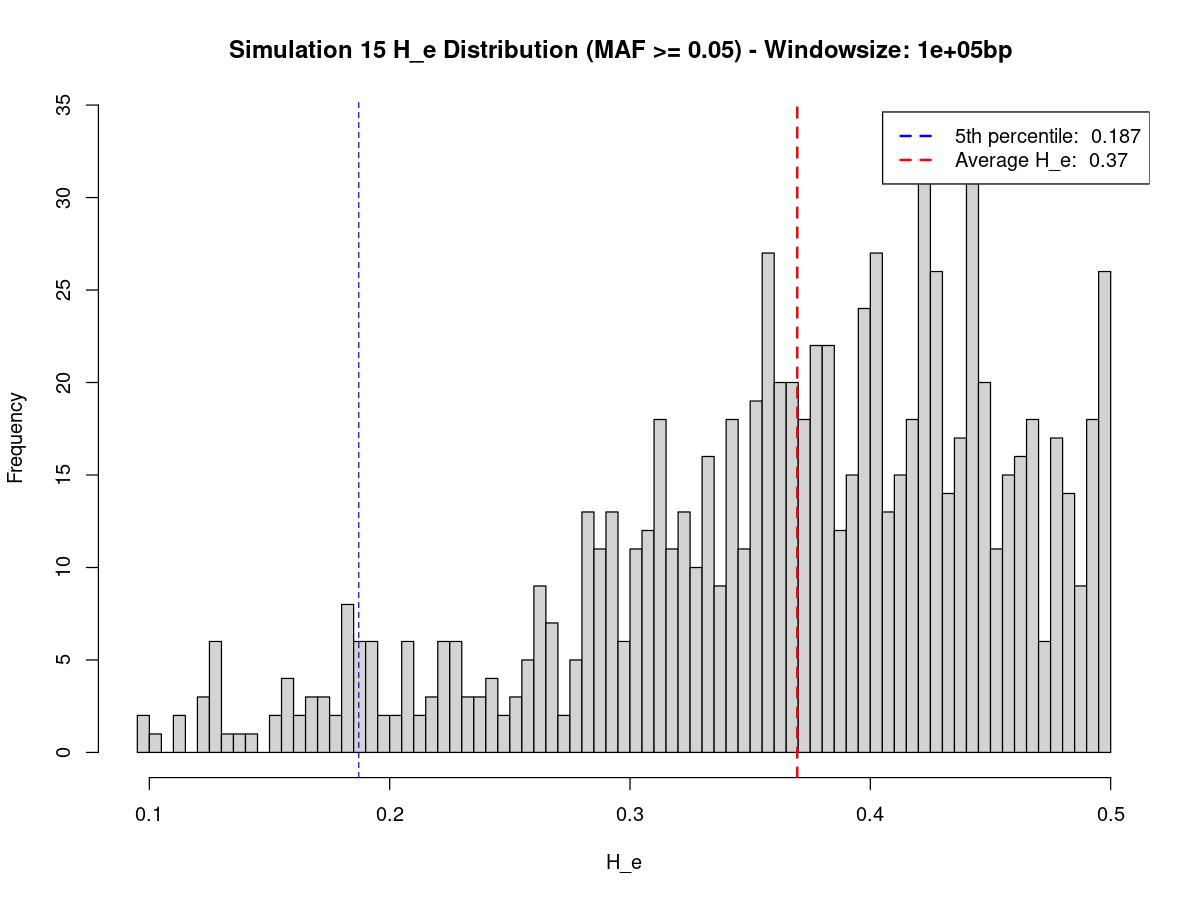 Simulation 15 H_e Distribution (MAF >= 0.05) - Windowsize: 1e+05bp
5th percentile: 0.187
Average H_e: 0.37
Frequency
35
30
25
20
15
10
5
0
0.1 0.2 0.3 0.4 0.5
H_e